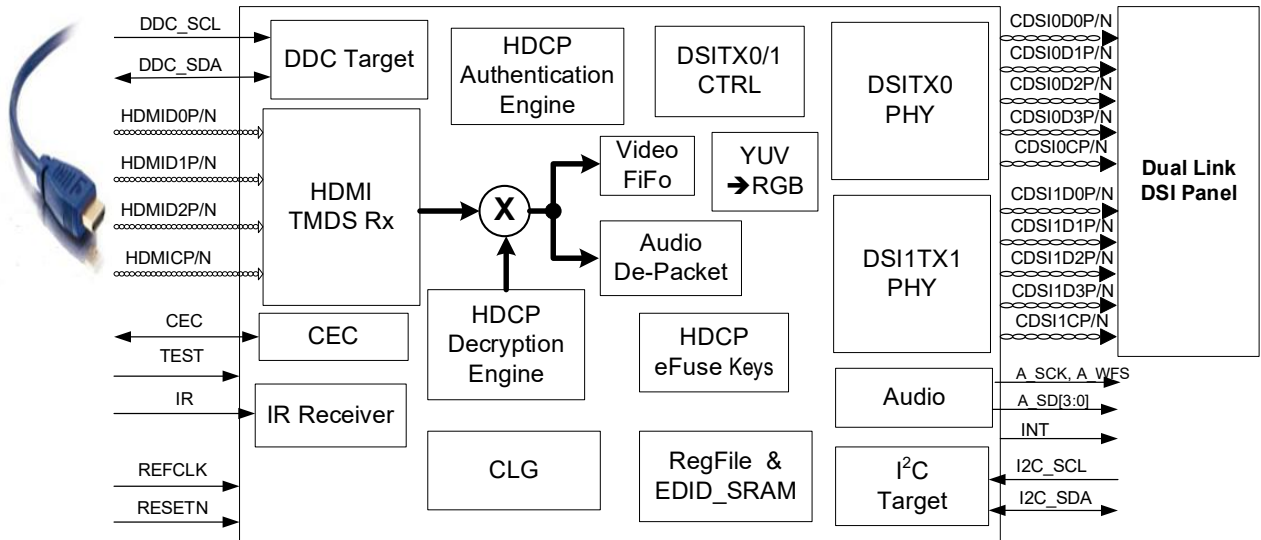 DDC_SCL
DDC_SDA
HDMID0P/N
HDMID1P/N
HDMID2P/N
HDMICP/N
CEC
TEST
IR
REFCLK
RESETN
DDC Target
HDMI
TMDS Rx
CEC
IR Receiver
HDCP
Authentication
Engine
X
HDCP
Decryption
Engine
CLG
DSITX0/1
CTRL
Video
FiFo
YUV
➔RGB
Audio
De-Packet
HDCP
eFuse Keys
RegFile &
EDID_SRAM
DSITX0
PHY
DSI1TX1
PHY
Audio
I2C
Target
CDSI0D0P/N
CDSI0D1P/N
CDSI0D2P/N
CDSI0D3P/N
CDSI0CP/N
CDSI1D0P/N
CDSI1D1P/N
CDSI1D2P/N
CDSI1D3P/N
CDSI1CP/N
A_SCK, A_WFS
A_SD[3:0]
INT
I2C_SCL
I2C_SDA
Dual Link
DSI Panel